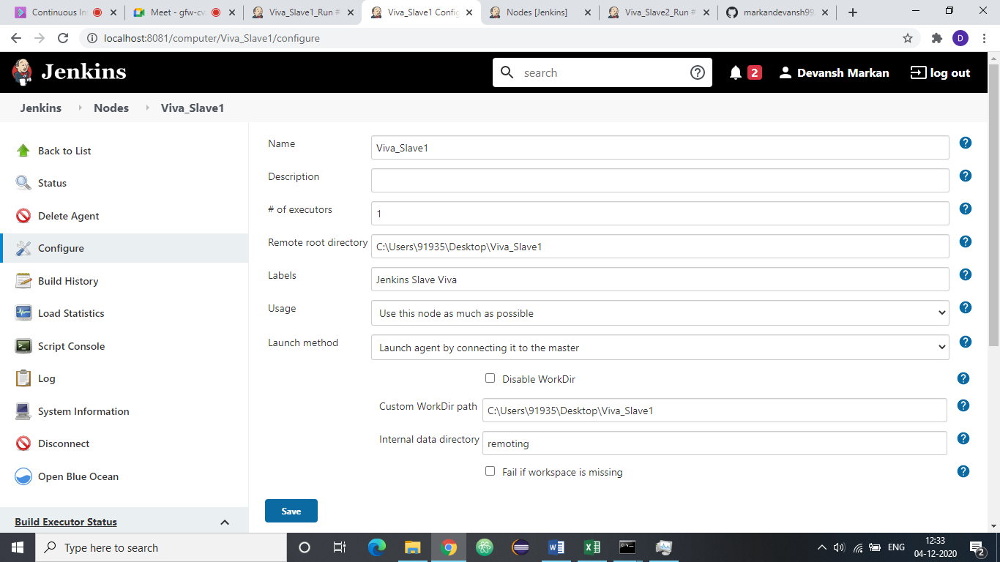 Continuous In
Meet - gfw-cv
Viva_Slave1_Run #
Viva_Slave1 Config
Nodes [Jenkins]
Viva_Slave2_Run #
markandevansh99
localhost:8081/computer/Viva_Slave1/configure
D
Jenkins
search
2
Devansh Markan
log out
Jenkins
Nodes
Viva_Slave1
Back to List
Status
Delete Agent
Configure
Build History
Load Statistics
Script Console
Log
System Information
Disconnect
Open Blue Ocean
Build Executor Status
Name
Viva_Slave1
Description
# of executors
1
Remote root directory
C:\Users\91935\Desktop\Viva_Slave1
Labels
Jenkins Slave Viva
Usage
Use this node as much as possible
Launch method
Launch agent by connecting it to the master
Disable WorkDir
Custom WorkDir path
C:\Users\91935\Desktop\Viva_Slave1
Internal data directory
remoting
Fail if workspace is missing
Save
Type here to search
ENG
12:33
04-12-2020
2